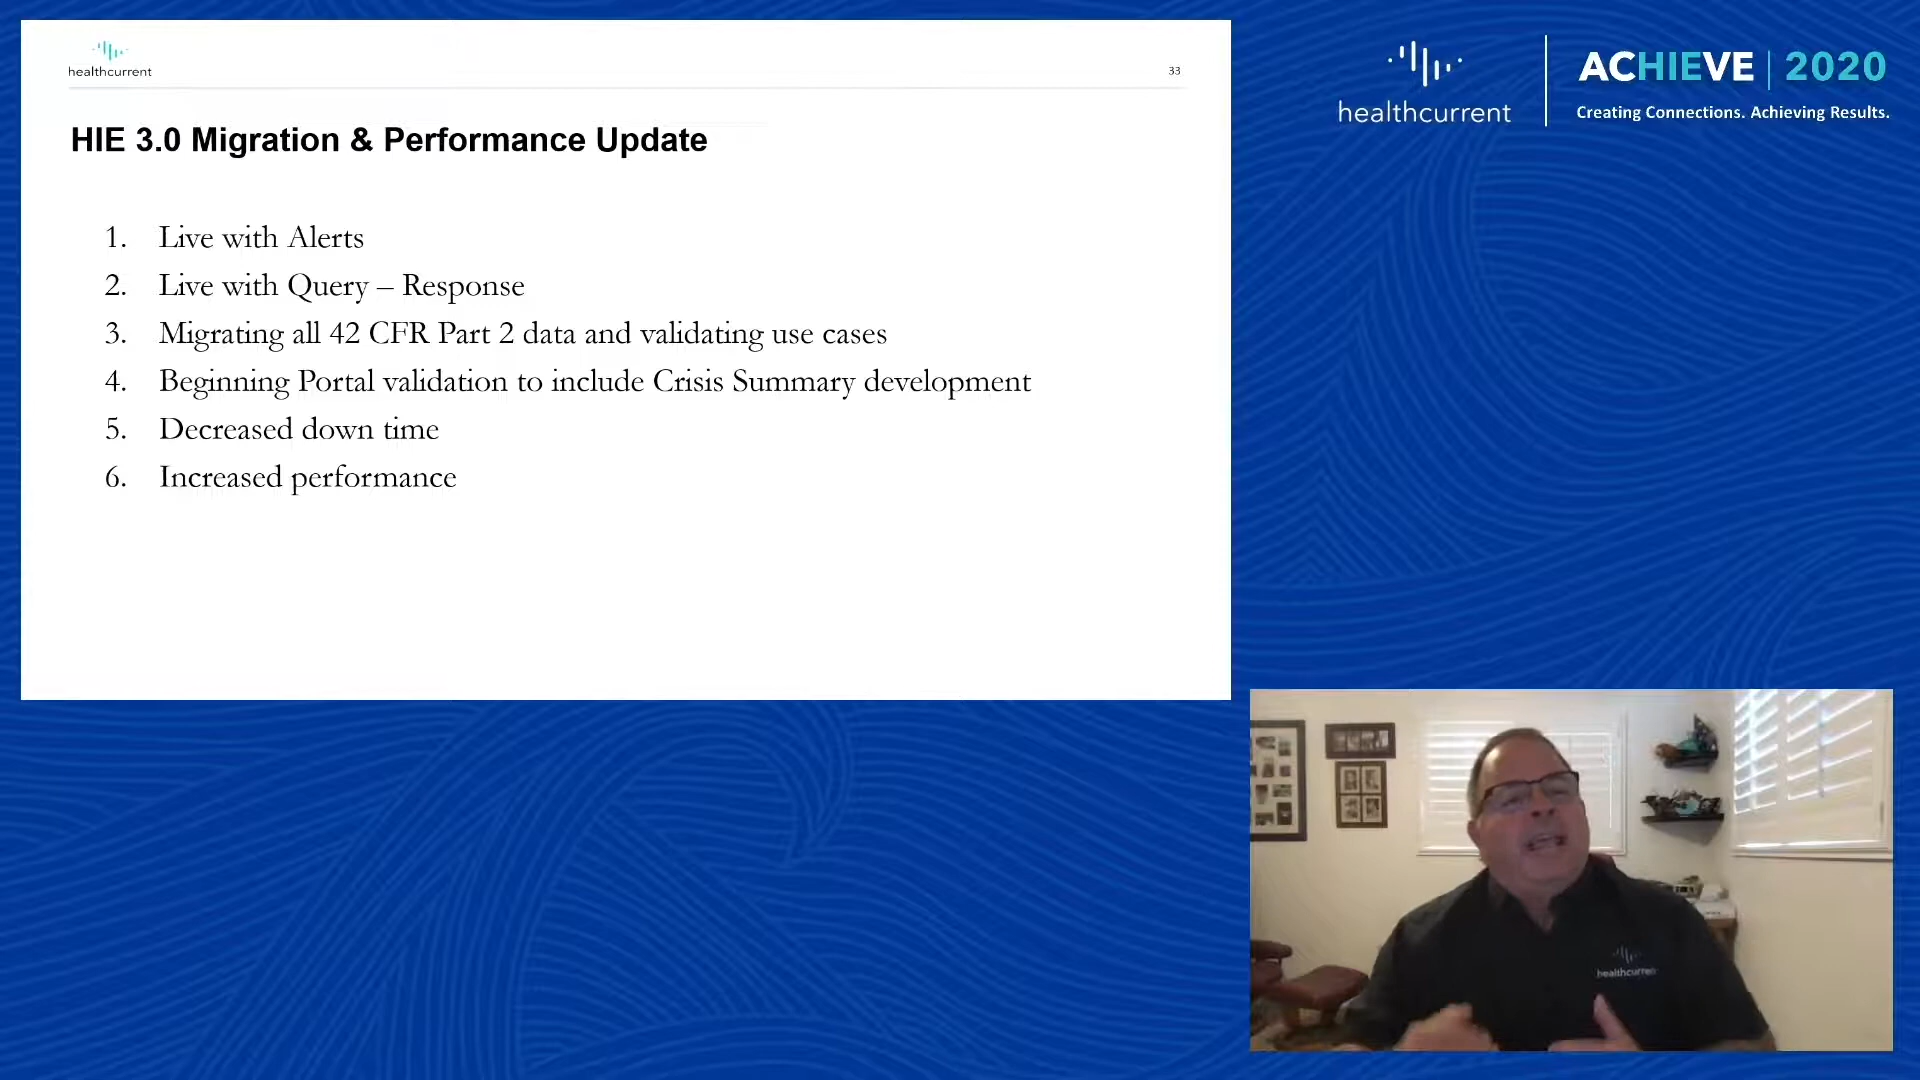 healthcurrent
33
HIE 3.0 Migration & Performance Update
1. Live with Alerts
2. Live with Query – Response
3. Migrating all 42 CFR Part 2 data and validating use cases
4. Beginning Portal validation to include Crisis Summary development
5. Decreased down time
6. Increased performance
healthcurrent
ACHIEVE | 2020
Creating Connections. Achieving Results.
healthcurrent